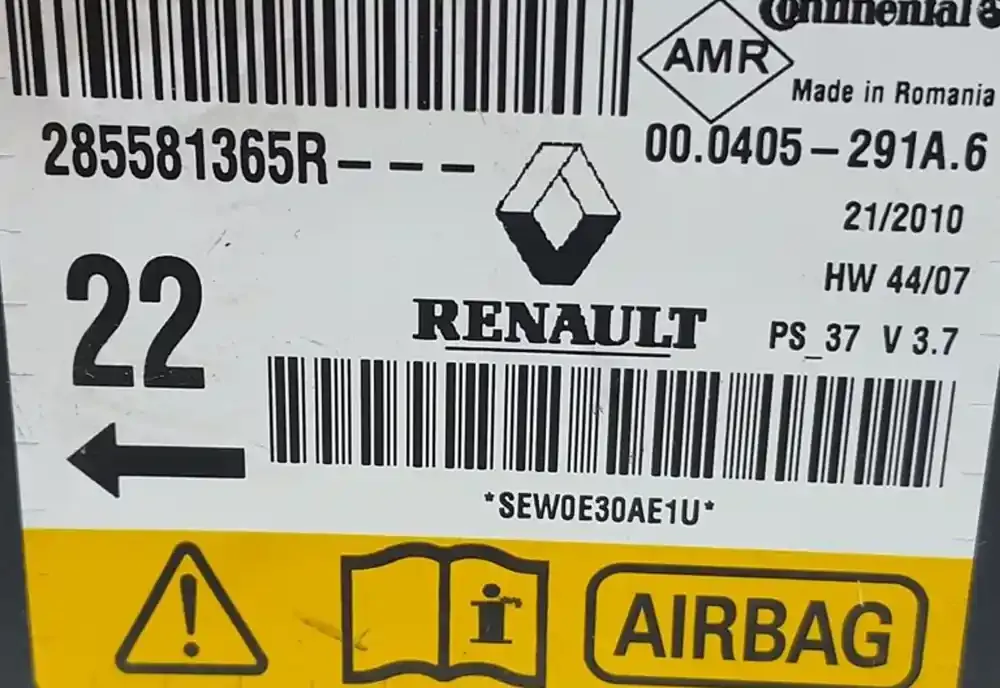 Continental
AMR
Made in Romania
285581365R---
00.0405-291A.6
21/2010
HW 44/07
22
RENAULT
PS_37 V 3.7
*SEW0E30AE1U*
AIRBAG